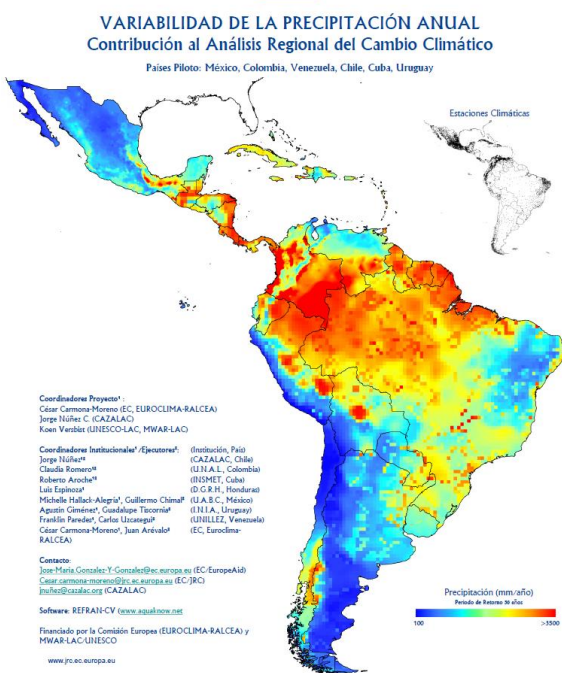 VARIABILIDAD DE LA PRECIPITACIÓN ANUAL
Contribución al Análisis Regional del Cambio Climático
Países Piloto: México, Colombia, Venezuela, Chile, Cuba, Uruguay
Estaciones Climáticas
Coordinadores Proyecto¹ :
César Carmona-Moreno (EC, EUROCLIMA-RALCEA)
Jorge Núñez C. (CAZALAC)
Koen Verbist (UNESCO-LAC, MWAR-LAC)
Coordinadores Institucionales¹ /Ejecutores²: (Institución, País)
Jorge Núñez¹² (CAZALAC, Chile)
Claudia Romero¹² (U.N.A.L., Colombia)
Roberto Aroche¹² (INSMET, Cuba)
Luis Espinoza¹ (D.G.R.H., Honduras)
Michelle Hallack-Alegría¹, Guillermo Chimal² (U.A.B.C., México)
Agustín Giménez¹, Guadalupe Tiscornia² (I.N.I.A., Uruguay)
Franklin Paredes¹, Carlos Uzcategui² (UNILLEZ, Venezuela)
César Carmona-Moreno¹, Juan Arévalo² (EC, Euroclima-
RALCEA)
Contacto:
Jose-Maria.Gonzalez-Y-Gonzalez@ec.europa.eu (EC/EuropeAid)
Cesar.carmona-moreno@jrc.ec.europa.eu (EC/JRC)
jnuñez@cazalac.org (CAZALAC)
Software: REFRAN-CV (www.aquaknow.net
Financiado por la Comisión Europea (EUROCLIMA-RALCEA) y
MWAR-LAC/UNESCO
www.jrc.ec.europa.eu
Precipitación (mm/año)
Periodo de Retorno 50 años
100 >3500